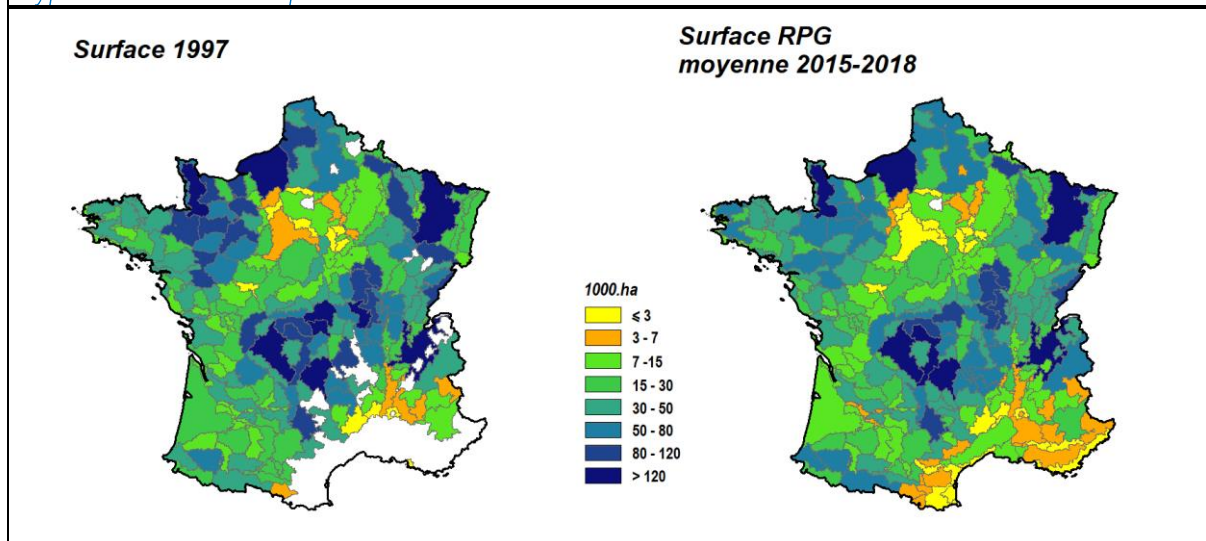 Surface 1997
Surface RPG
moyenne 2015-2018
1000.ha
⩽ 3
3 - 7
7 -15
15 - 30
30 - 50
50 - 80
80 - 120
> 120